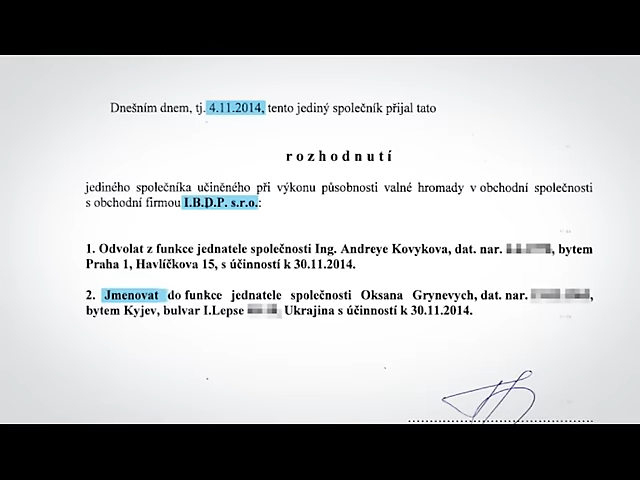 Dnešním dnem, tj. 4.11.2014, tento jediný společník přijal tato
rozhodnutí
jediného společníka učiněného při výkonu působnosti valné hromady v obchodní společnosti
s obchodní firmou I.B.D.P. s.r.o.:
1. Odvolat z funkce jednatele společnosti Ing. Andreye Kovykova, dat. nar. , bytem
Praha 1, Havlíčkova 15, s účinností k 30.11.2014.
2. Jmenovat do funkce jednatele společnosti Oksana Grynevych, dat. nar. ,
bytem Kyjev, bulvar I.Lepse , Ukrajina s účinností k 30.11.2014.